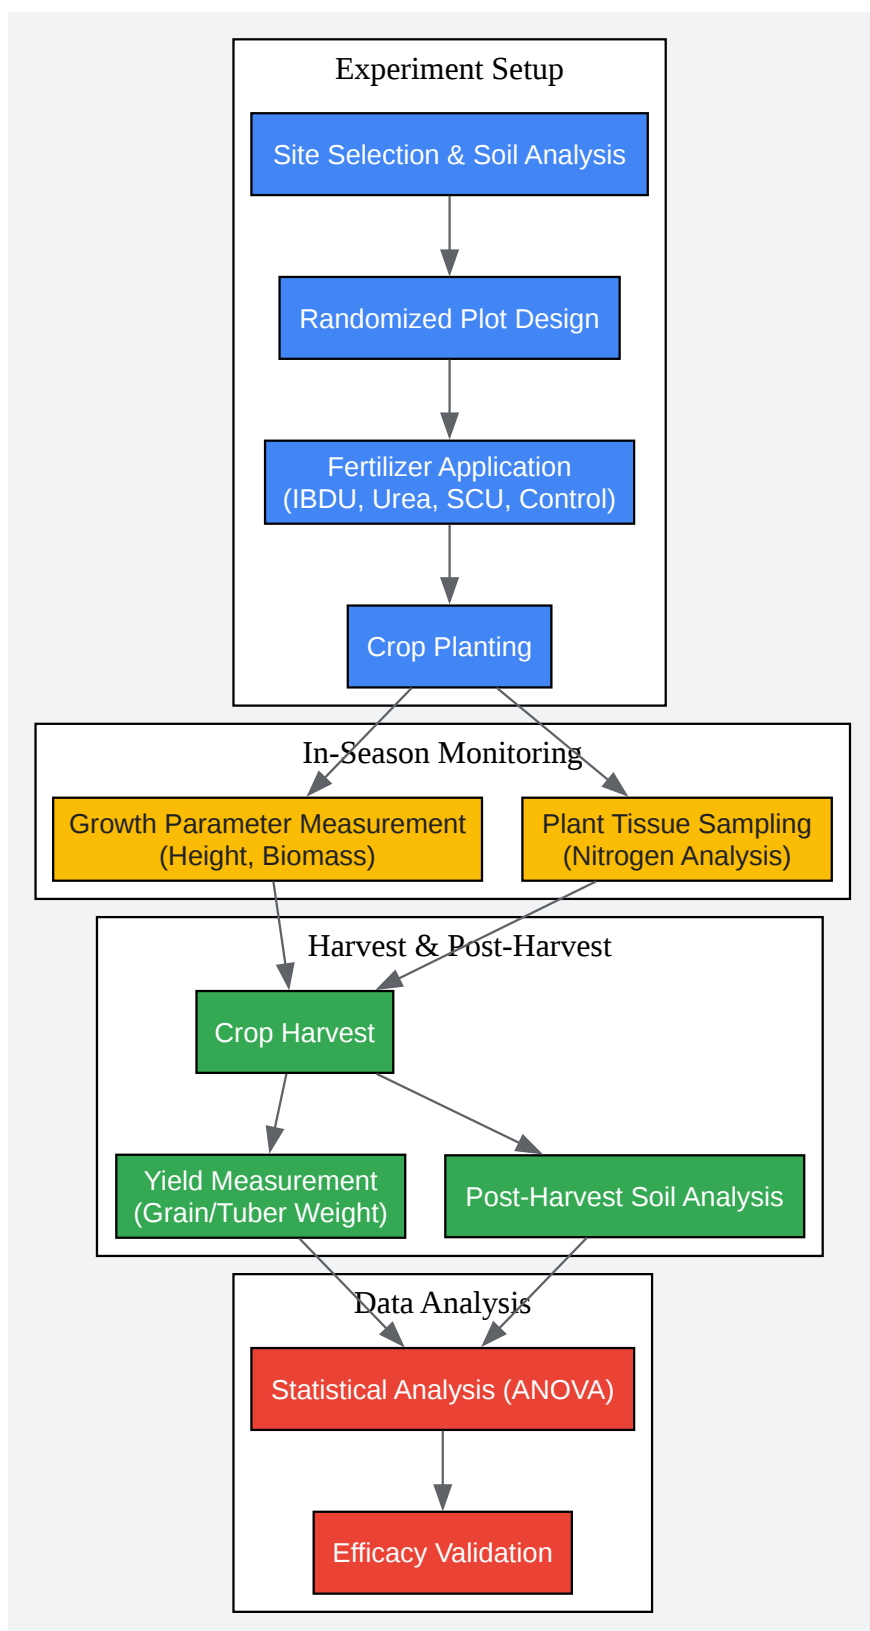 Experiment Setup
Site Selection & Soil Analysis
Randomized Plot Design
Fertilizer Application
(IBDU, Urea, SCU, Control)
Crop Planting
In-Season Monitoring
Growth Parameter Measurement
(Height, Biomass)
Plant Tissue Sampling
(Nitrogen Analysis)
Harvest & Post-Harvest
Crop Harvest
Yield Measurement
(Grain/Tuber Weight)
Post-Harvest Soil Analysis
Data Analysis
Statistical Analysis (ANOVA)
Efficacy Validation